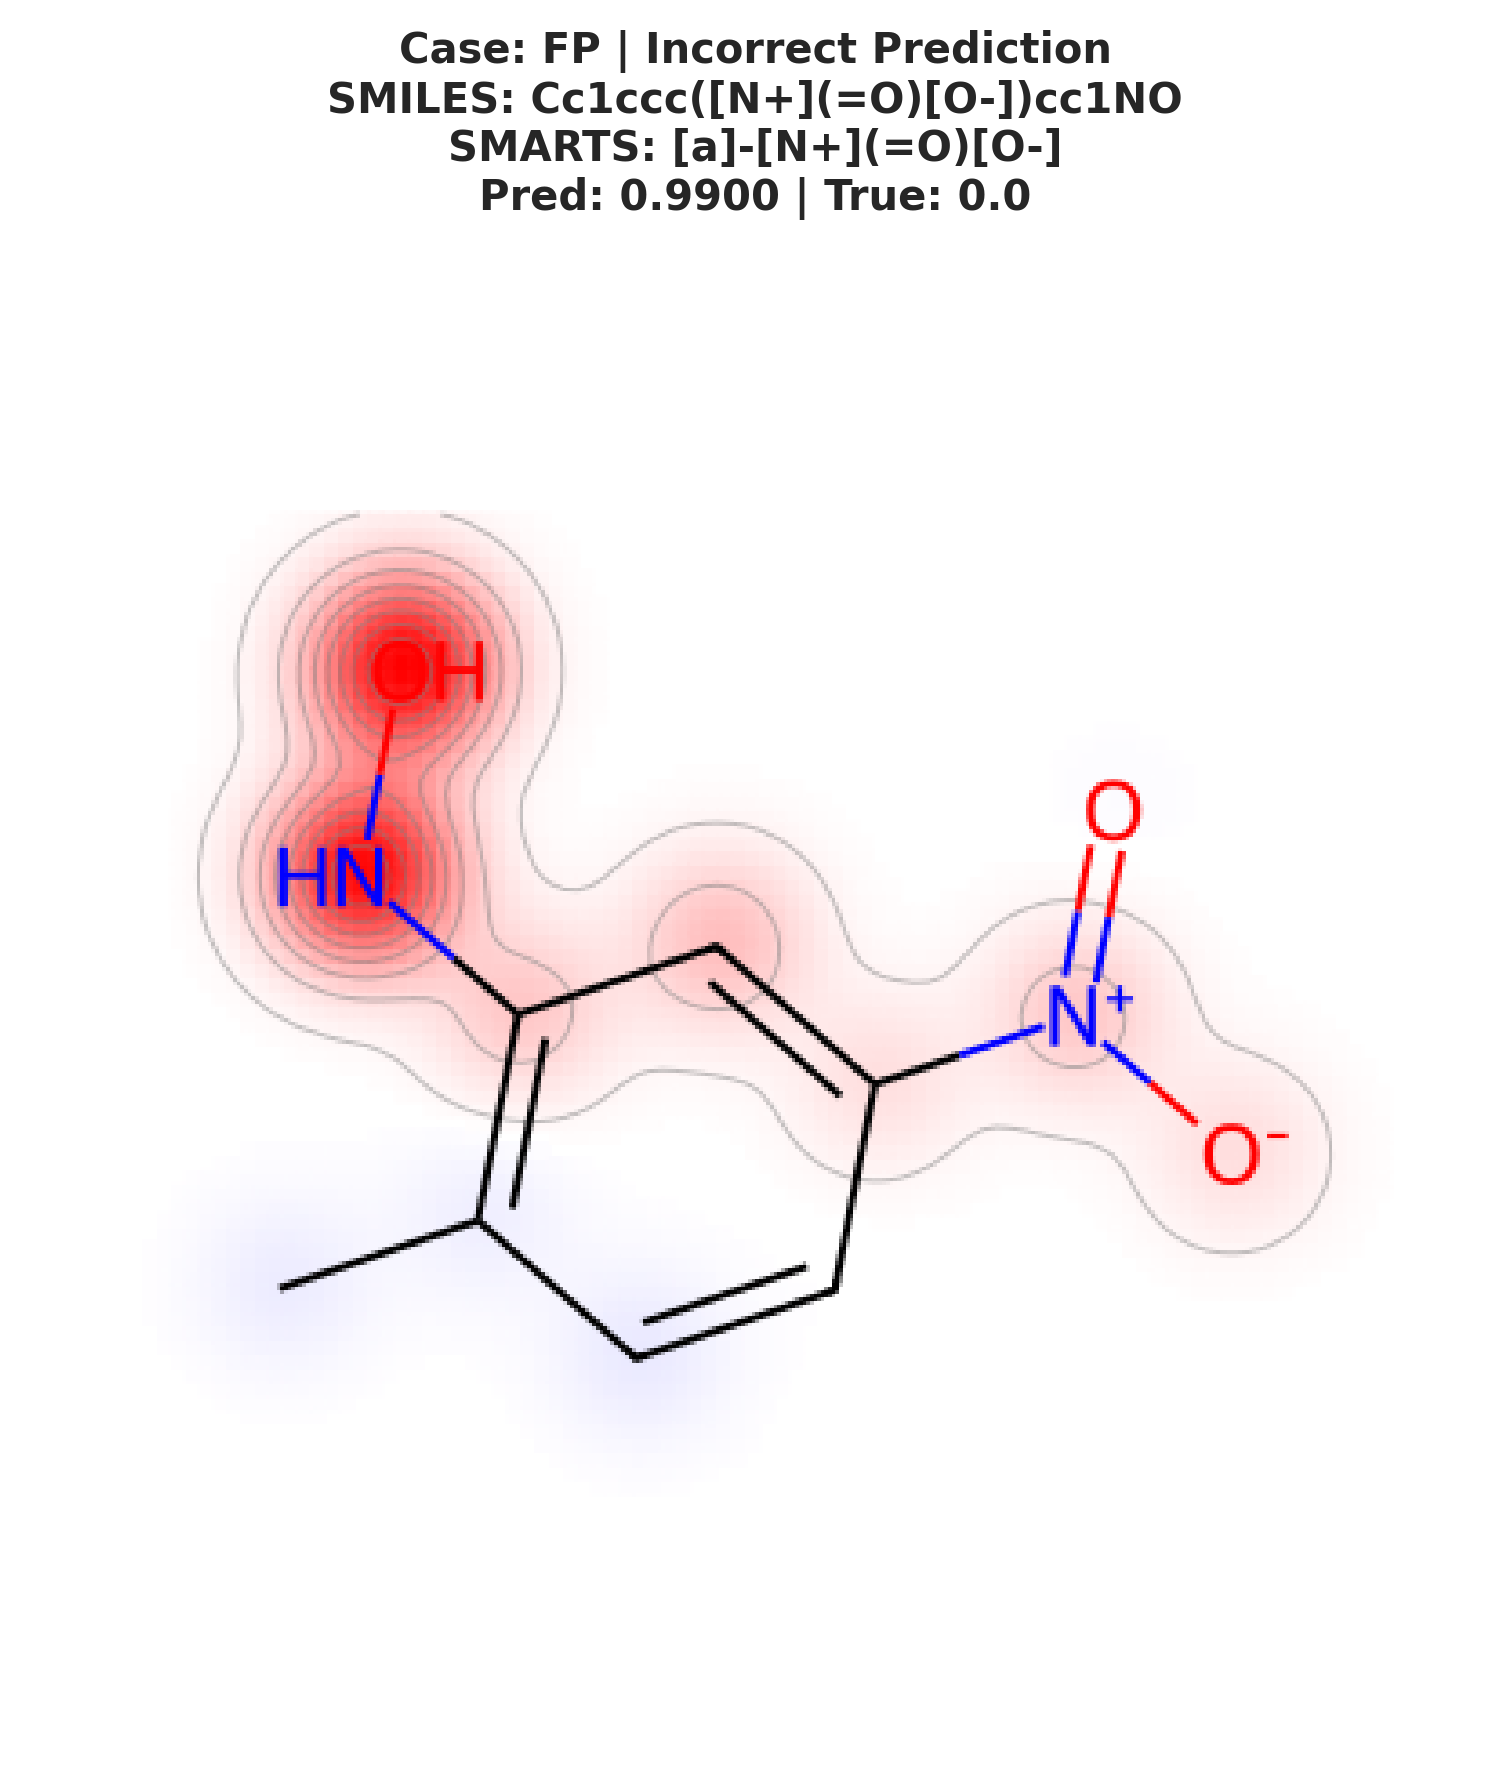 Case: FP | Incorrect Prediction
SMILES: Cc1ccc([N+](=O)[O-])cc1NO
SMARTS: [a]-[N+](=O)[O-]
Pred: 0.9900 | True: 0.0
OH
O
HN
N+
O−